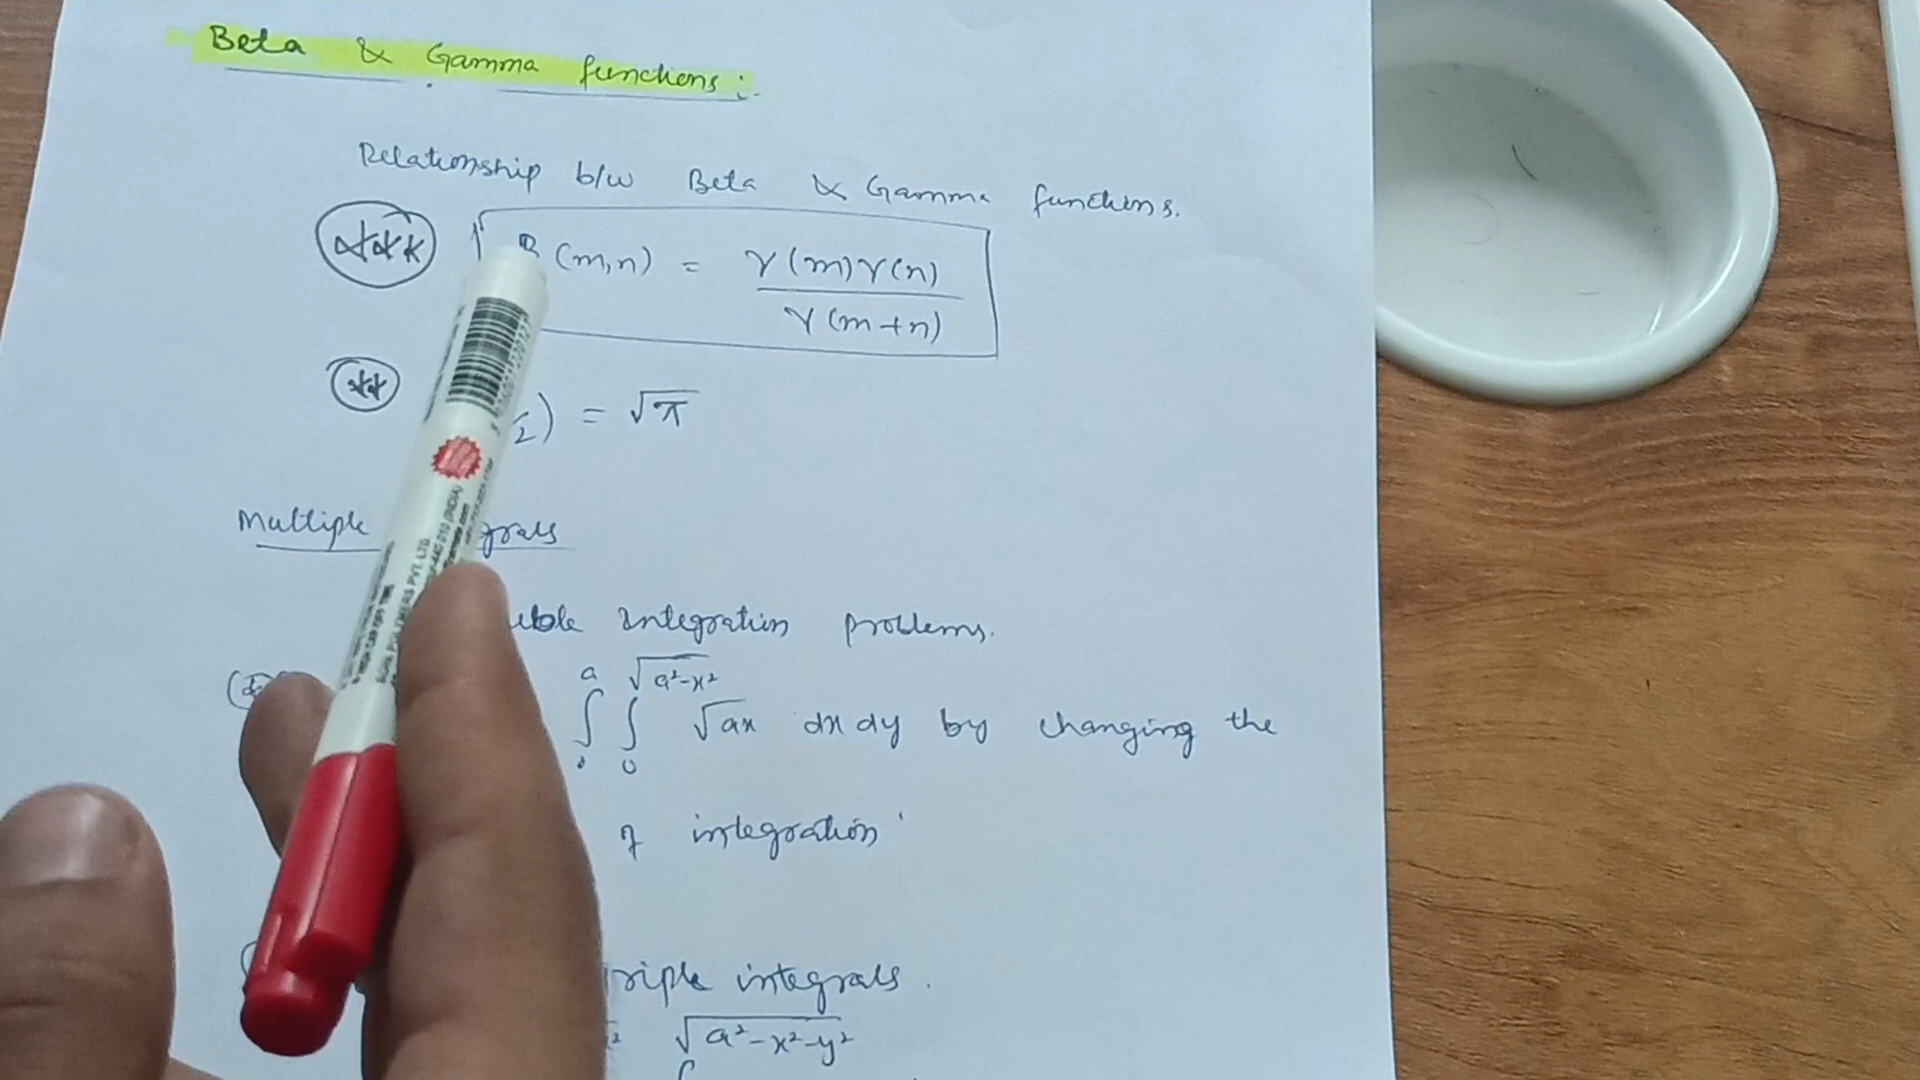 Beta & Gamma functions :-
Relationship b/w Beta & Gamma functions.
*** B (m,n) = γ(m)γ(n)
γ(m+n)
** 2) = √π
Multiple grals
uble Integration problems.
a √a²-x²
∫ ∫ √ax dx dy by changing the
0 0
of integration
riple integrals.
√a²-x²-y²